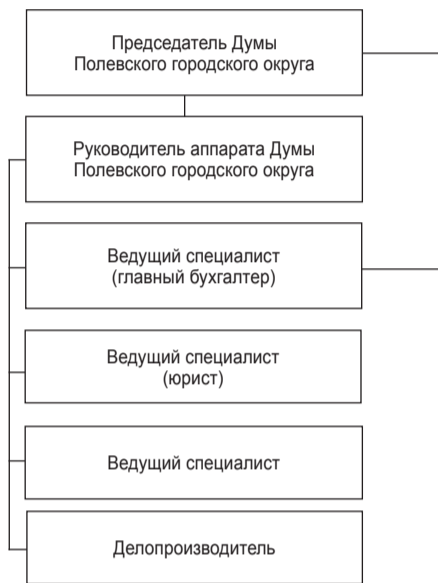 Председатель Думы
Полевского городского округа
Руководитель аппарата Думы
Полевского городского округа
Ведущий специалист
(главный бухгалтер)
Ведущий специалист
(юрист)
Ведущий специалист
Делопроизводитель